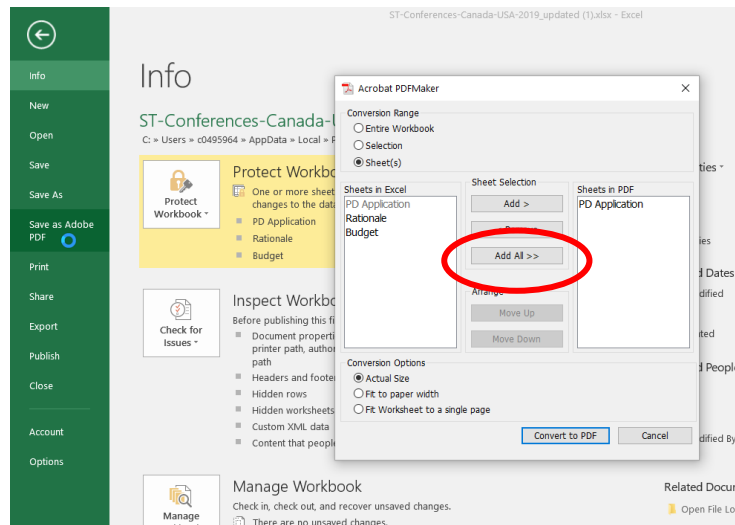 ST-Conferences-Canada-USA-2019_updated (1).xlsx - Excel
Info
New
Open
Save
Save As
Save as Adobe
PDF
Print
Share
Export
Publish
Close
Account
Options
Info
ST-Conferences-Canada-
C: » Users » c0495964 » AppData » Local »
Protect
Workbook
Protect Workbo
One or more sheet
changes to the dat
PD Application
Rationale
Budget
Check for
Issues
Inspect Workbo
Before publishing this fi
Document properti
printer path, author
path
Headers and foote
Hidden rows
Hidden worksheets
Custom XML data
Content that people
Manage
Manage Workbook
Check in, check out, and recover unsaved changes.
There are no unsaved changes.
Acrobat PDFMaker
Conversion Range
Entire Workbook
Selection
Sheet(s)
Sheets in Excel
PD Application
Rationale
Budget
Sheet Selection
Add >
Add All >>
Arrange
Move Up
Move Down
Sheets in PDF
PD Application
Conversion Options
Actual Size
Fit to paper width
Fit Worksheet to a single page
Convert to PDF
Cancel
ties
ies
d Dates
dified
ated
d People
dified By
Related Docu
Open File Lo